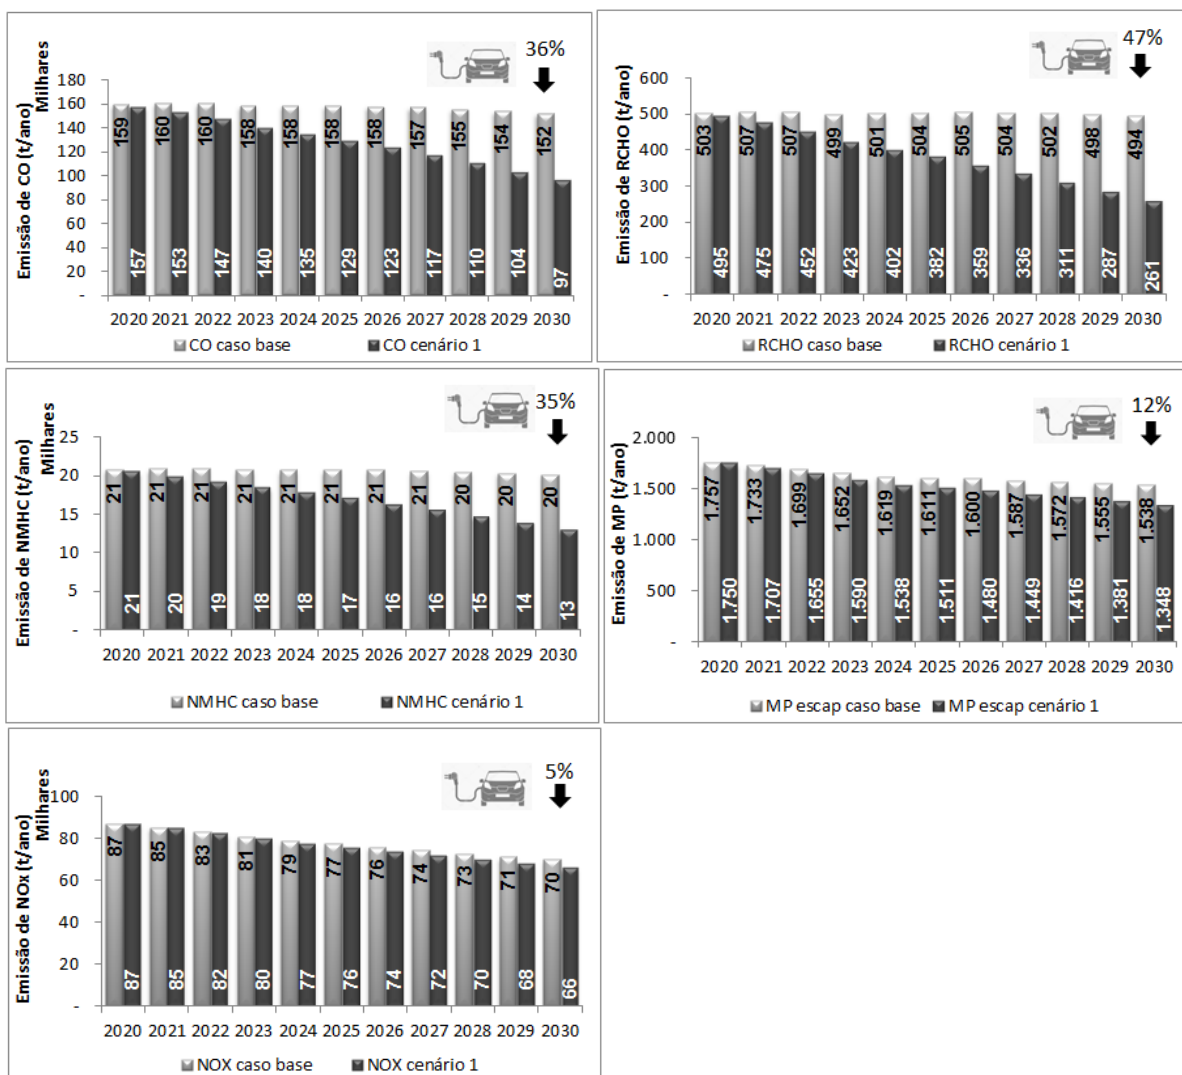 36%
Emissão de CO (t/ano)
Milhares
180
160
140
120
100
80
60
40
20
-
159 160 160 158 158 158 158 157 155 154 152
157 153 147 140 135 129 123 117 110 104 97
2020 2021 2022 2023 2024 2025 2026 2027 2028 2029 2030
CO caso base CO cenário 1
47%
Emissão de RCHO (t/ano)
600
500
400
300
200
100
-
503 507 507 499 501 504 505 504 502 498 494
495 475 452 423 402 382 359 336 311 287 261
2020 2021 2022 2023 2024 2025 2026 2027 2028 2029 2030
RCHO caso base RCHO cenário 1
35%
Emissão de NMHC (t/ano)
Milhares
25
20
15
10
5
-
21 21 21 21 21 21 21 21 20 20 20
21 20 19 18 18 17 16 16 15 14 13
2020 2021 2022 2023 2024 2025 2026 2027 2028 2029 2030
NMHC caso base NMHC cenário 1
12%
Emissão de MP (t/ano)
2.000
1.500
1.000
500
-
1.757 1.733 1.699 1.652 1.619 1.611 1.600 1.587 1.572 1.555 1.538
1.750 1.707 1.655 1.590 1.538 1.511 1.480 1.449 1.416 1.381 1.348
2020 2021 2022 2023 2024 2025 2026 2027 2028 2029 2030
MP escap caso base MP escap cenário 1
5%
Emissão de NOx (t/ano)
Milhares
100
80
60
40
20
-
87 85 83 81 79 77 76 74 73 71 70
87 85 82 80 77 76 74 72 70 68 66
2020 2021 2022 2023 2024 2025 2026 2027 2028 2029 2030
NOX caso base NOX cenário 1